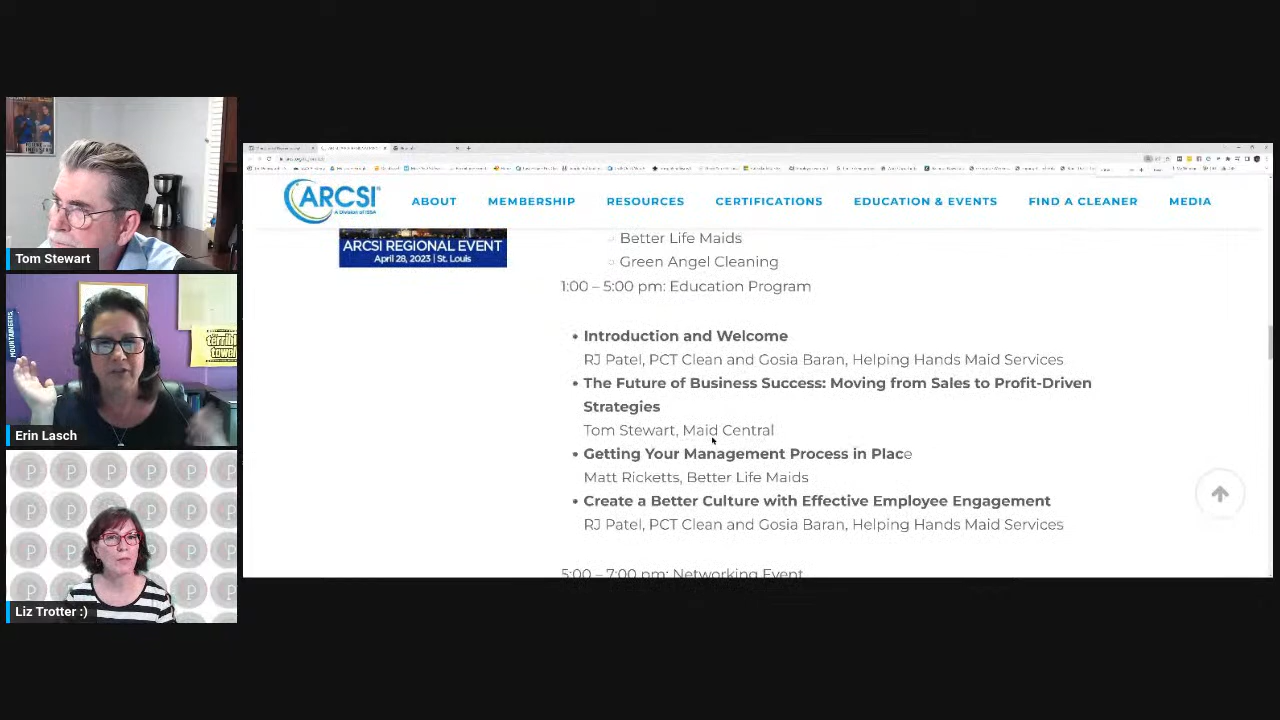 Tom Stewart
MOUNTAINEERS
terrible
towel
Erin Lasch
Liz Trotter :)
ARCSI
A Division of ISSA
ABOUT
MEMBERSHIP
RESOURCES
CERTIFICATIONS
EDUCATION & EVENTS
FIND A CLEANER
MEDIA
ARCSI REGIONAL EVENT
April 28, 2023 | St. Louis
Better Life Maids
Green Angel Cleaning
1:00 – 5:00 pm: Education Program
Introduction and Welcome
RJ Patel, PCT Clean and Gosia Baran, Helping Hands Maid Services
The Future of Business Success: Moving from Sales to Profit-Driven
Strategies
Tom Stewart, Maid Central
Getting Your Management Process in Place
Matt Ricketts, Better Life Maids
Create a Better Culture with Effective Employee Engagement
RJ Patel, PCT Clean and Gosia Baran, Helping Hands Maid Services
5:00 – 7:00 pm: Networking Event